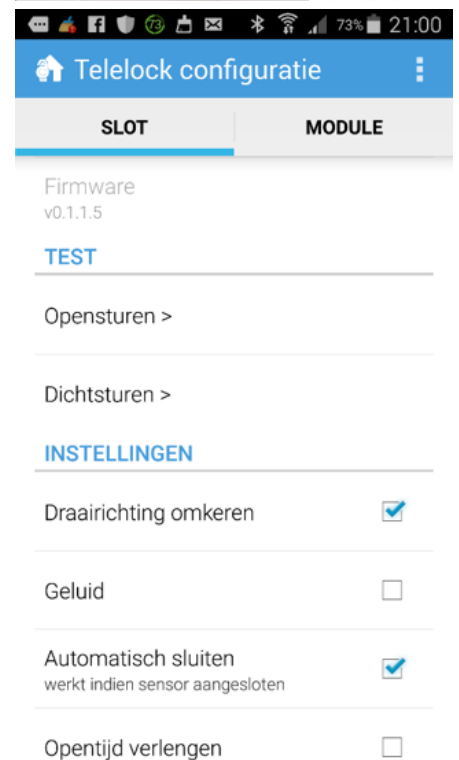 73% 21:00
Telelock configuratie
SLOT MODULE
Firmware
v0.1.1.5
TEST
Opensturen >
Dichtsturen >
INSTELLINGEN
Draairichting omkeren
Geluid
Automatisch sluiten
werkt indien sensor aangesloten
Opentijd verlengen